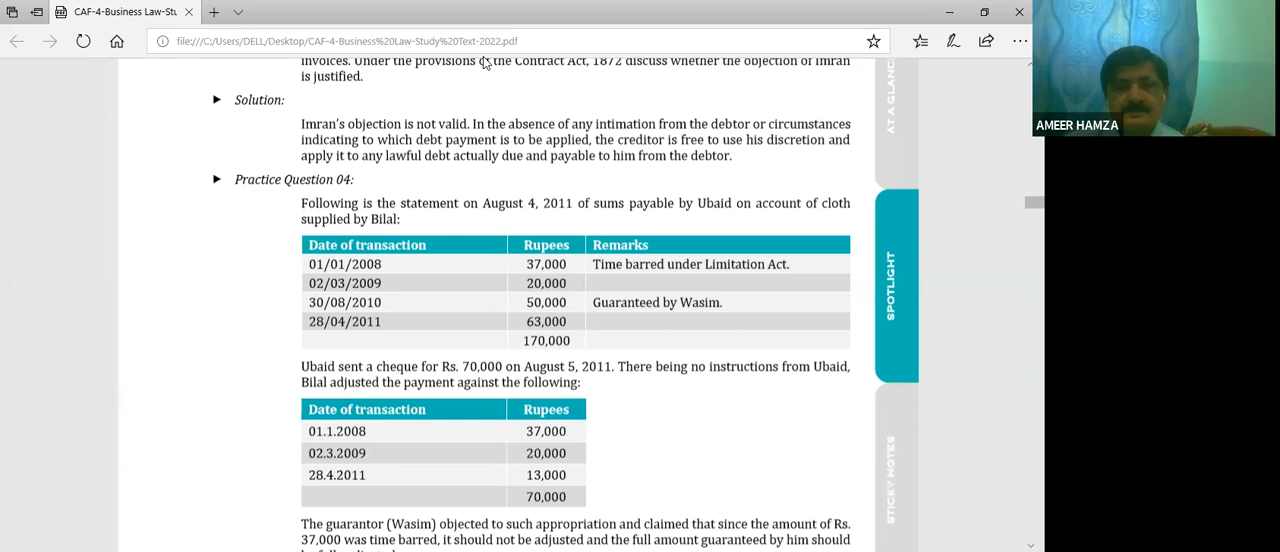 CAF-4-Business Law-Stu
file:///C:/Users/DELL/Desktop/CAF-4-Business%20Law-Study%20Text-2022.pdf
AMEER HAMZA
invoices. Under the provisions of the Contract Act, 1872 discuss whether the objection of Imran
is justified.
Solution:
Imran's objection is not valid. In the absence of any intimation from the debtor or circumstances
indicating to which debt payment is to be applied, the creditor is free to use his discretion and
apply it to any lawful debt actually due and payable to him from the debtor.
Practice Question 04:
Following is the statement on August 4, 2011 of sums payable by Ubaid on account of cloth
supplied by Bilal:
Date of transaction Rupees Remarks
01/01/2008 37,000 Time barred under Limitation Act.
02/03/2009 20,000
30/08/2010 50,000 Guaranteed by Wasim.
28/04/2011 63,000
170,000
Ubaid sent a cheque for Rs. 70,000 on August 5, 2011. There being no instructions from Ubaid,
Bilal adjusted the payment against the following:
Date of transaction Rupees
01.1.2008 37,000
02.3.2009 20,000
28.4.2011 13,000
70,000
The guarantor (Wasim) objected to such appropriation and claimed that since the amount of Rs.
37,000 was time barred, it should not be adjusted and the full amount guaranteed by him should
AT A GLANC
SPOTLIGHT
STICKY NOTES